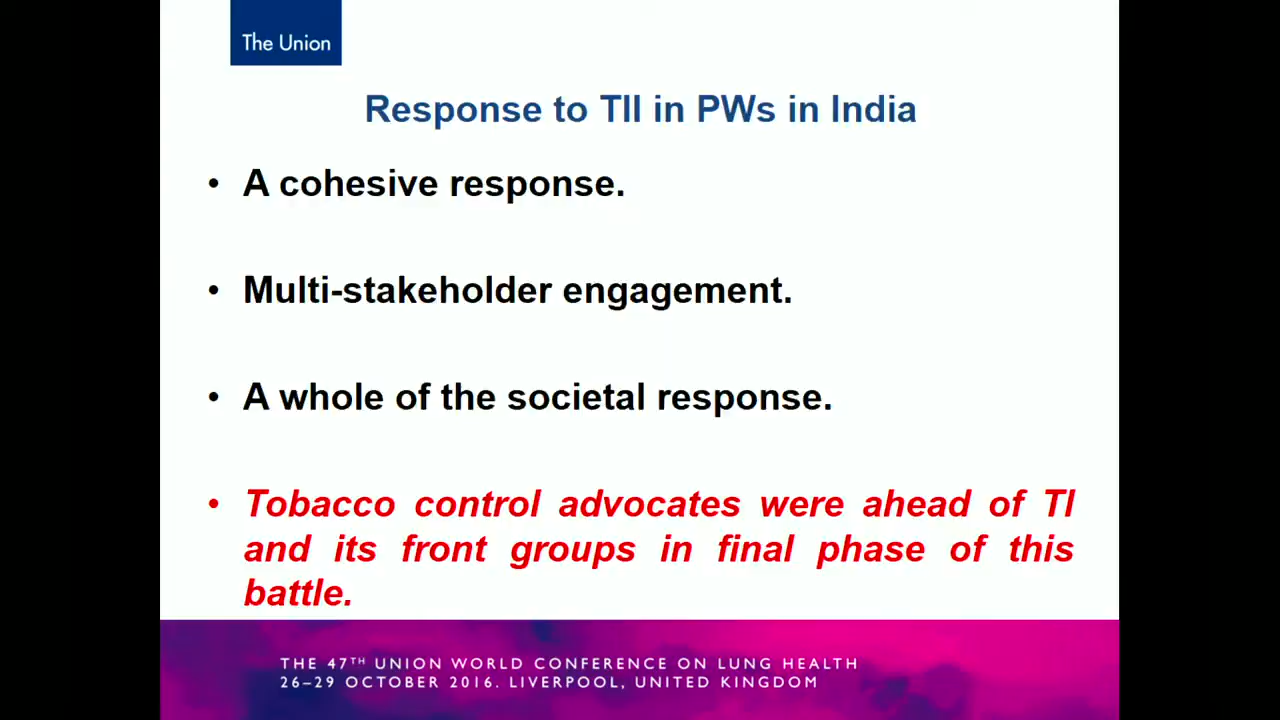 The Union
Response to TII in PWs in India
• A cohesive response.
• Multi-stakeholder engagement.
• A whole of the societal response.
• Tobacco control advocates were ahead of TI
and its front groups in final phase of this
battle.
THE 47TH UNION WORLD CONFERENCE ON LUNG HEALTH
26–29 OCTOBER 2016. LIVERPOOL, UNITED KINGDOM